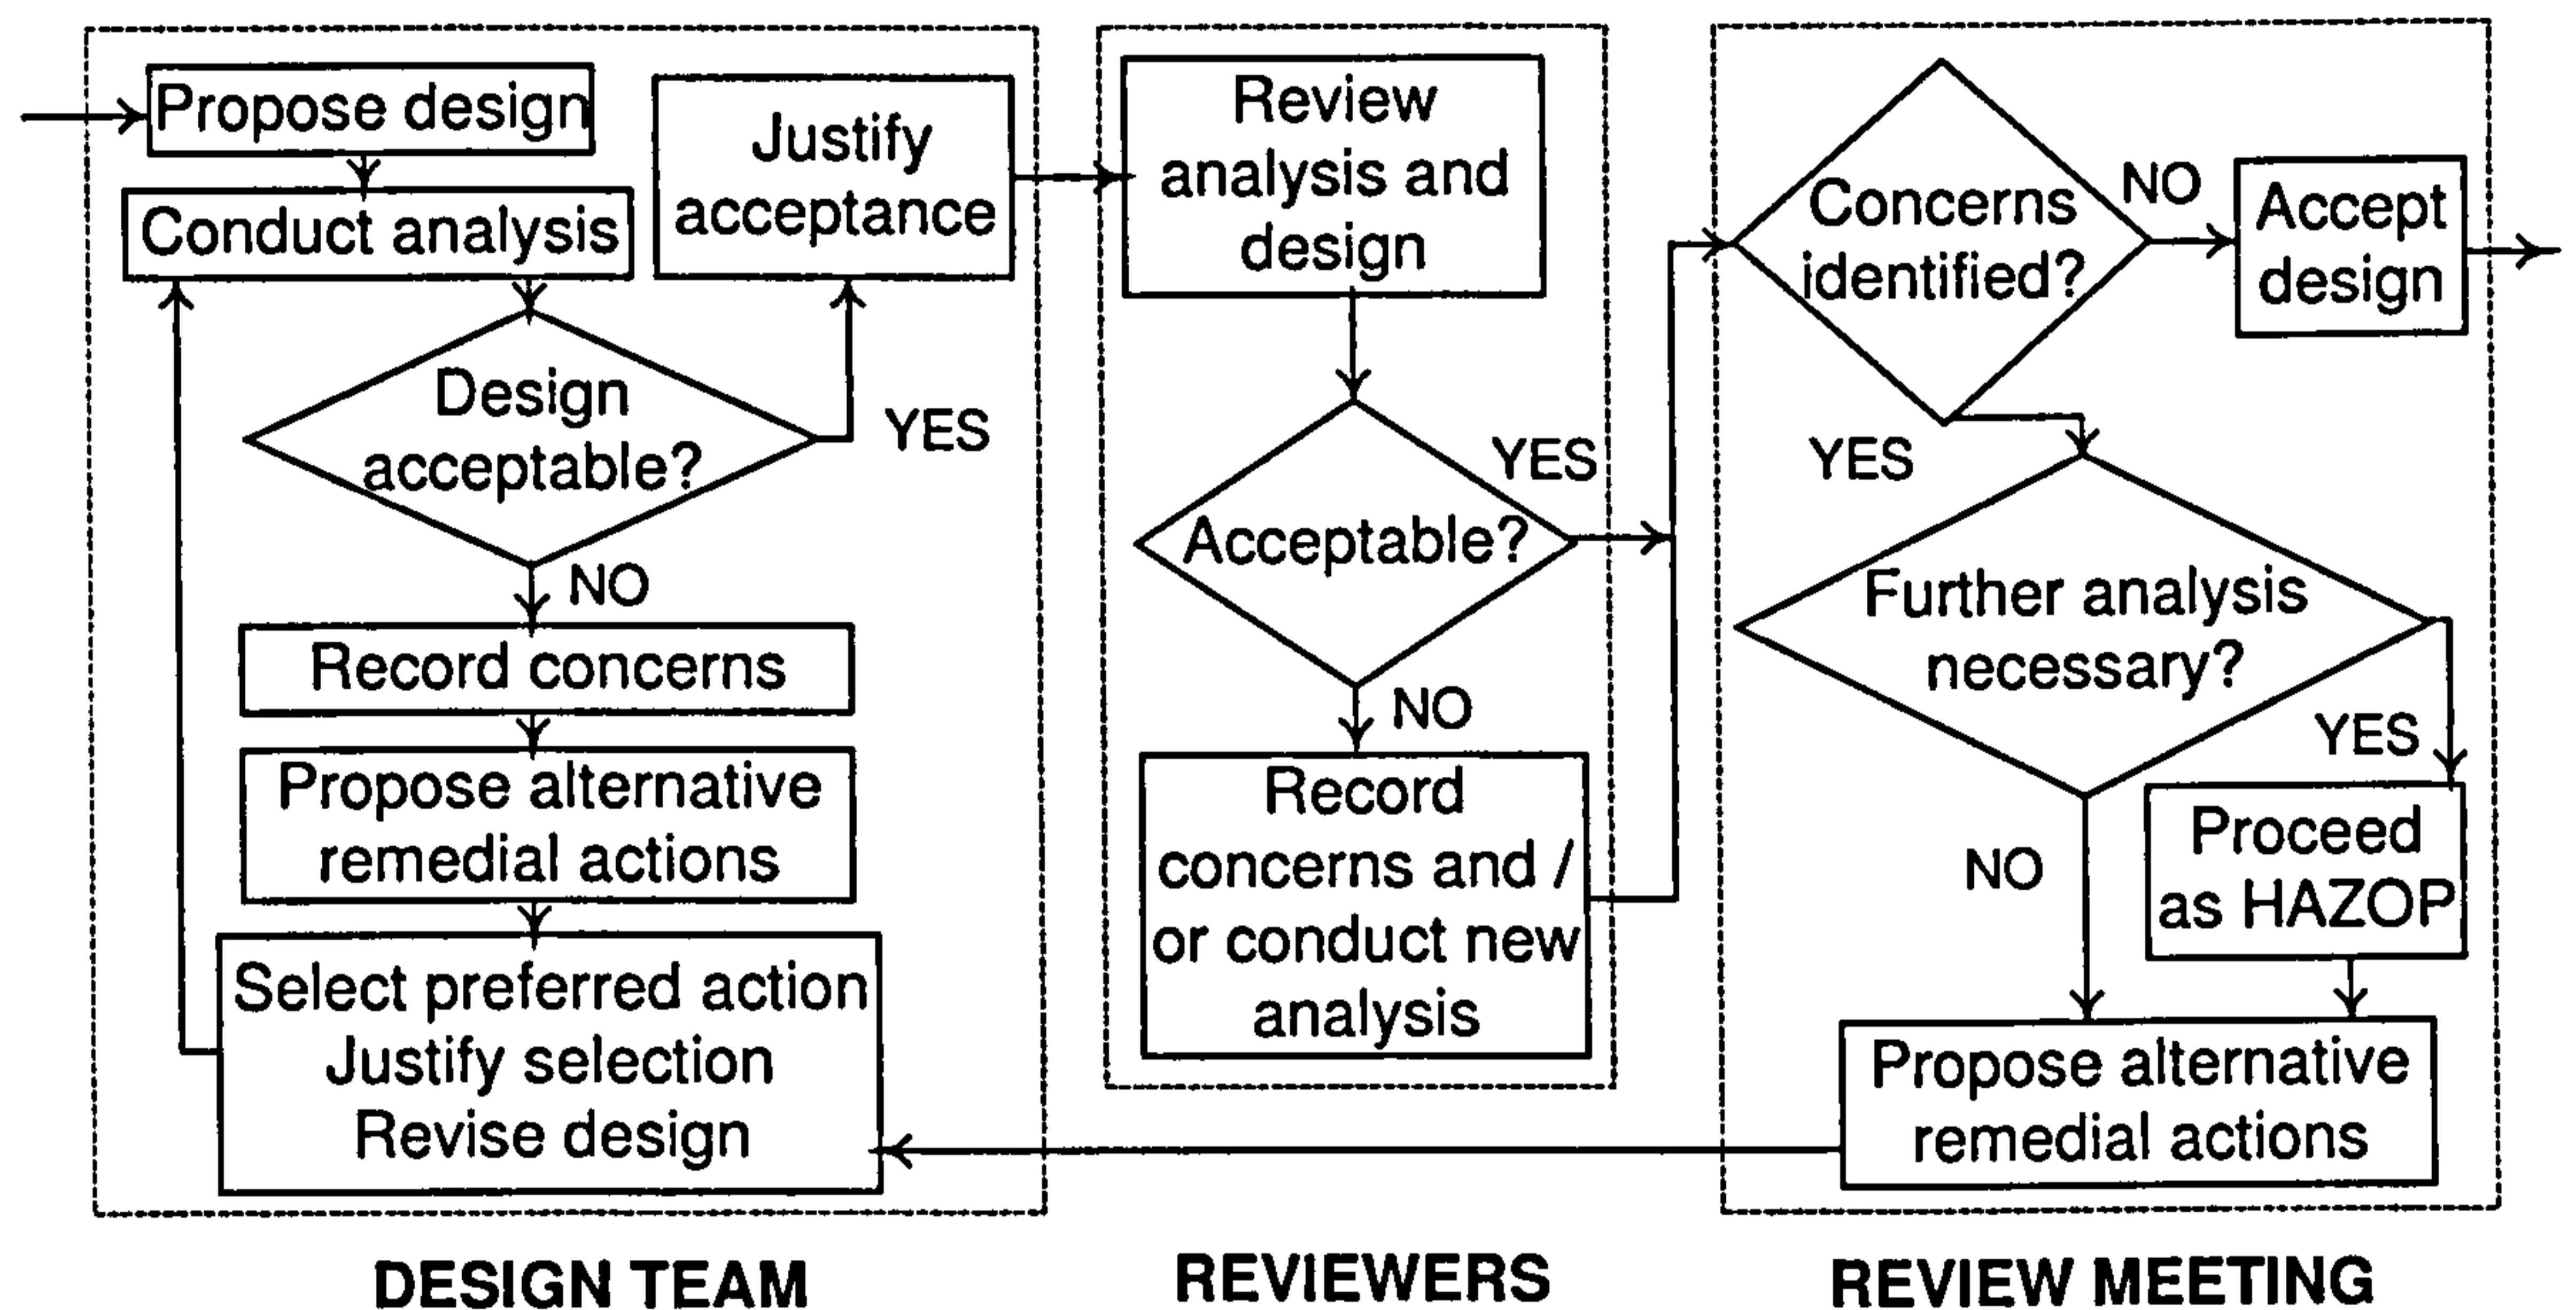 Propose design
Conduct analysis
Design
acceptable?
YES
NO
Justify
acceptance
Record concerns
Propose alternative
remedial actions
Select preferred action
Justify selection
Revise design
DESIGN TEAM
Review
analysis and
design
Acceptable?
YES
NO
Record
concerns and /
or conduct new
analysis
REVIEWERS
Concerns
identified?
NO
Accept
design
YES
Further analysis
necessary?
YES
NO
Proceed
as HAZOP
Propose alternative
remedial actions
REVIEW MEETING